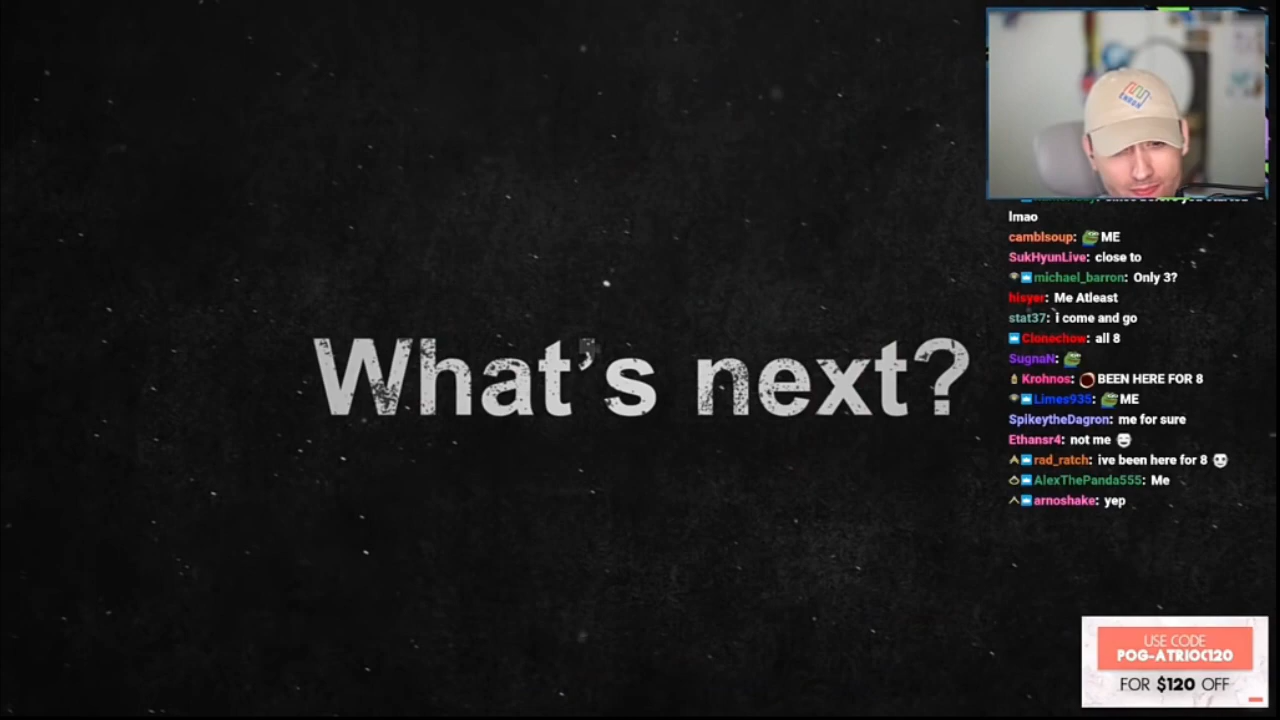 What's next?
ENRON
lmao
camblsoup: ME
SukHyunLive: close to
michael_barron: Only 3?
hisyer: Me Atleast
stat37: i come and go
Clonechow: all 8
SugnaN:
Krohnos: BEEN HERE FOR 8
Limes935: ME
SpikeytheDagron: me for sure
Ethansr4: not me
rad_ratch: ive been here for 8
AlexThePanda555: Me
arnoshake: yep
USE CODE
POG-ATRIOC120
FOR $120 OFF